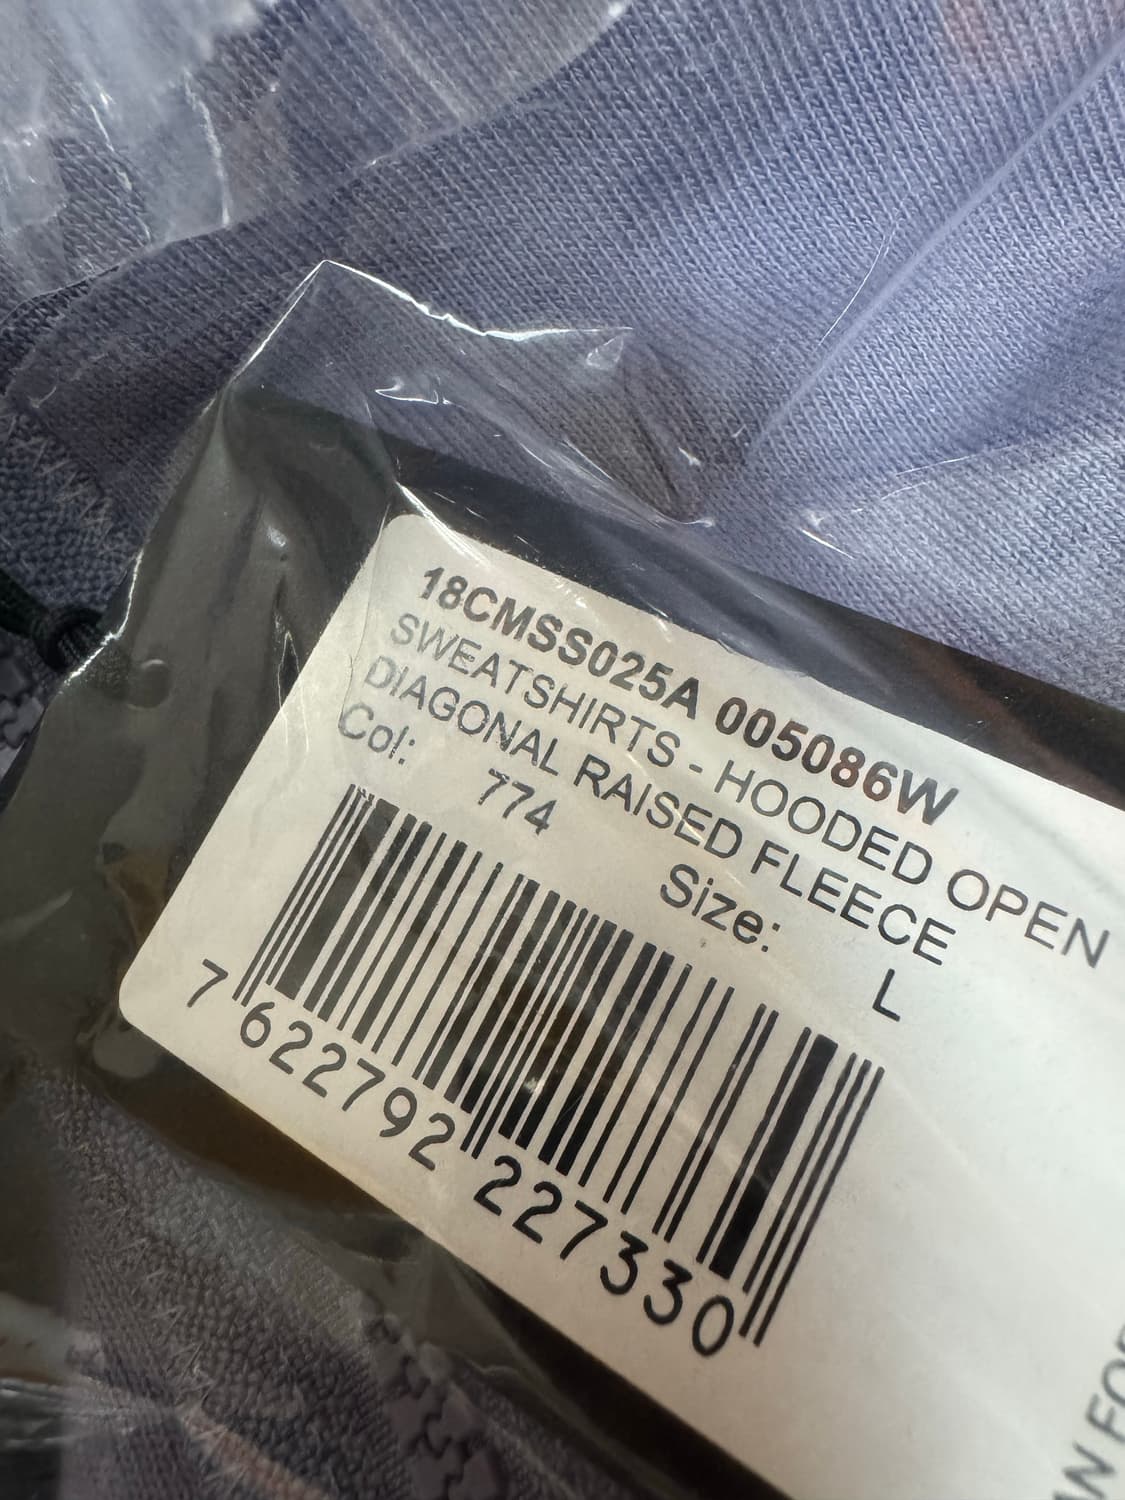 18CMSS025A 005086W
SWEATSHIRTS - HOODED OPEN
DIAGONAL RAISED FLEECE
Col: 774 Size: L
7 622792 227330